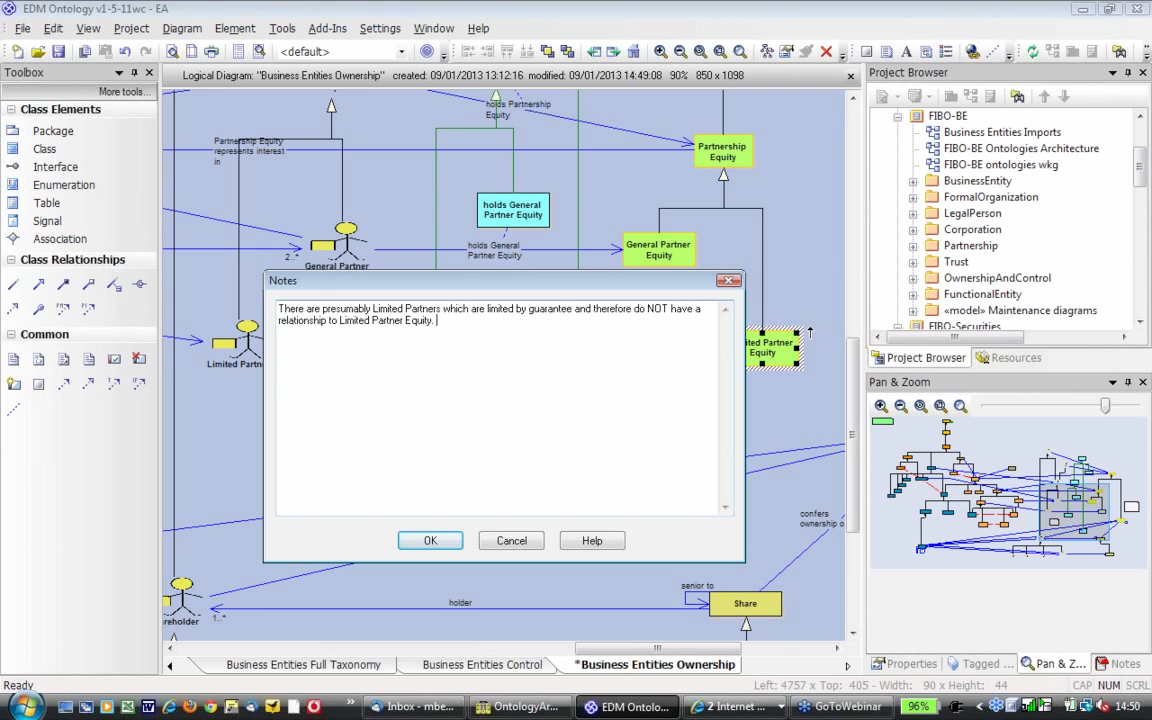 EDM Ontology v1-5-11wc - EA
File Edit View Project Diagram Element Tools Add-Ins Settings Window Help
<default>
Toolbox
More tools...
Class Elements
Package
Class
Interface
Enumeration
Table
Signal
Association
Class Relationships
Common
Logical Diagram: "Business Entities Ownership" created: 09/01/2013 13:12:16 modified: 09/01/2013 14:49:08 90% 850 x 1098
holds Partnership
Equity
Partnership Equity
represents interest
in
Partnership
Equity
holds General
Partner Equity
General Partner
Equity
holds General
Partner Equity
2..*
General Partner
Limited Partn
ited Partner
Equity
Notes
There are presumably Limited Partners which are limited by guarantee and therefore do NOT have a
relationship to Limited Partner Equity.
OK Cancel Help
confers
ownership o
senior to
Share
holder
1..*
reholder
Business Entities Full Taxonomy Business Entities Control *Business Entities Ownership
Project Browser
FIBO-BE
Business Entities Imports
FIBO-BE Ontologies Architecture
FIBO-BE ontologies wkg
BusinessEntity
FormalOrganization
LegalPerson
Corporation
Partnership
Trust
OwnershipAndControl
FunctionalEntity
«model» Maintenance diagrams
FIBO-Securities
Project Browser Resources
Pan & Zoom
Properties Tagged ... Pan & Z... Notes
Ready
Left: 4757 x Top: 405 - Width: 90 x Height: 44
CAP NUM SCRL
Inbox - mbe... OntologyAr... EDM Ontolo... 2 Internet ... GoToWebinar 96% 14:50